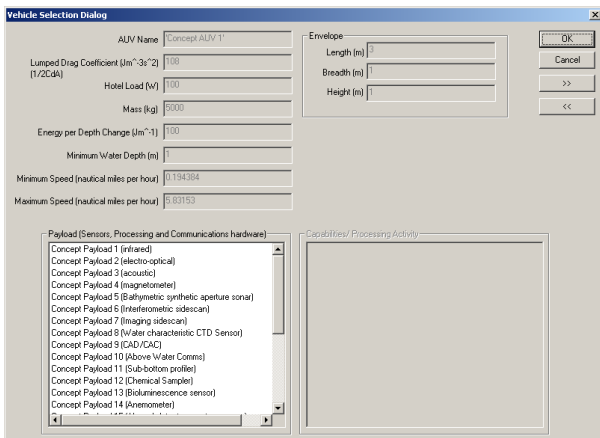 Vehicle Selection Dialog
AUV Name 'Concept AUV 1'
Lumped Drag Coefficient (Jm^-3s^2) 108
(1/2CdA)
Hotel Load (W) 100
Mass (kg) 5000
Energy per Depth Change (Jm^-1) 100
Minimum Water Depth (m) 1
Minimum Speed (nautical miles per hour) 0.194384
Maximum Speed (nautical miles per hour) 5.83153
Envelope
Length (m) 3
Breadth (m) 1
Height (m) 1
OK
Cancel
>>
<<
Payload (Sensors, Processing and Communications hardware)
Concept Payload 1 (infrared)
Concept Payload 2 (electro-optical)
Concept Payload 3 (acoustic)
Concept Payload 4 (magnetometer)
Concept Payload 5 (Bathymetric synthetic aperture sonar)
Concept Payload 6 (Interferometric sidescan)
Concept Payload 7 (Imaging sidescan)
Concept Payload 8 (Water characteristic CTD Sensor)
Concept Payload 9 (CAD/CAC)
Concept Payload 10 (Above Water Comms)
Concept Payload 11 (Sub-bottom profiler)
Concept Payload 12 (Chemical Sampler)
Concept Payload 13 (Bioluminescence sensor)
Concept Payload 14 (Anemometer)
Capabilities/ Processing Activity